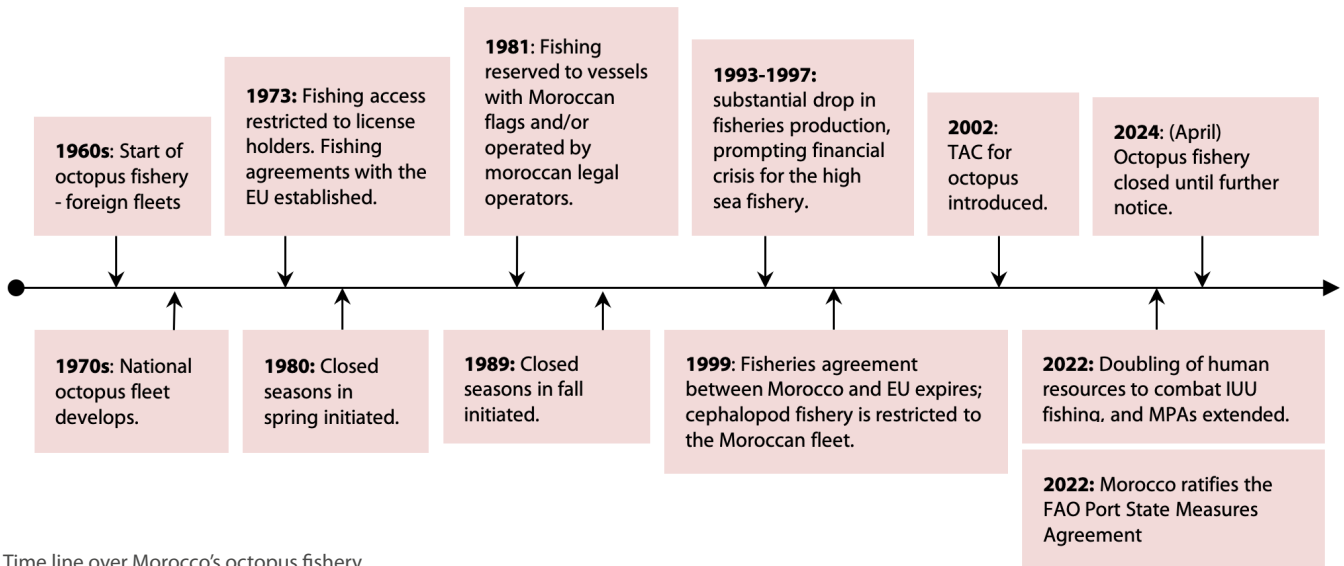 1960s: Start of
octopus fishery
- foreign fleets
1973: Fishing access
restricted to license
holders. Fishing
agreements with the
EU established.
1981: Fishing
reserved to vessels
with Moroccan
flags and/or
operated by
moroccan legal
operators.
1993-1997:
substantial drop in
fisheries production,
prompting financial
crisis for the high
sea fishery.
2002:
TAC for
octopus
introduced.
2024: (April)
Octopus fishery
closed until further
notice.
1970s: National
octopus fleet
develops.
1980: Closed
seasons in
spring initiated.
1989: Closed
seasons in fall
initiated.
1999: Fisheries agreement
between Morocco and EU expires;
cephalopod fishery is restricted to
the Moroccan fleet.
2022: Doubling of human
resources to combat IUU
fishing, and MPAs extended.
2022: Morocco ratifies the
FAO Port State Measures
Agreement
Time line over Morocco's octopus fishery